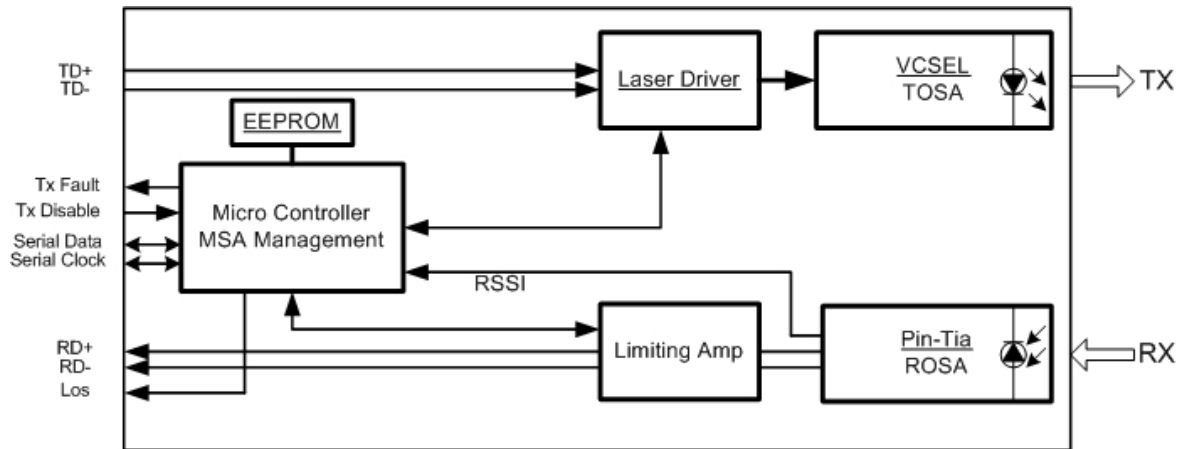 TD+
TD-
Laser Driver
VCSEL
TOSA
TX
EEPROM
Tx Fault
Tx Disable
Serial Data
Serial Clock
Micro Controller
MSA Management
RSSI
RD+
RD-
Los
Limiting Amp
Pin-Tia
ROSA
RX